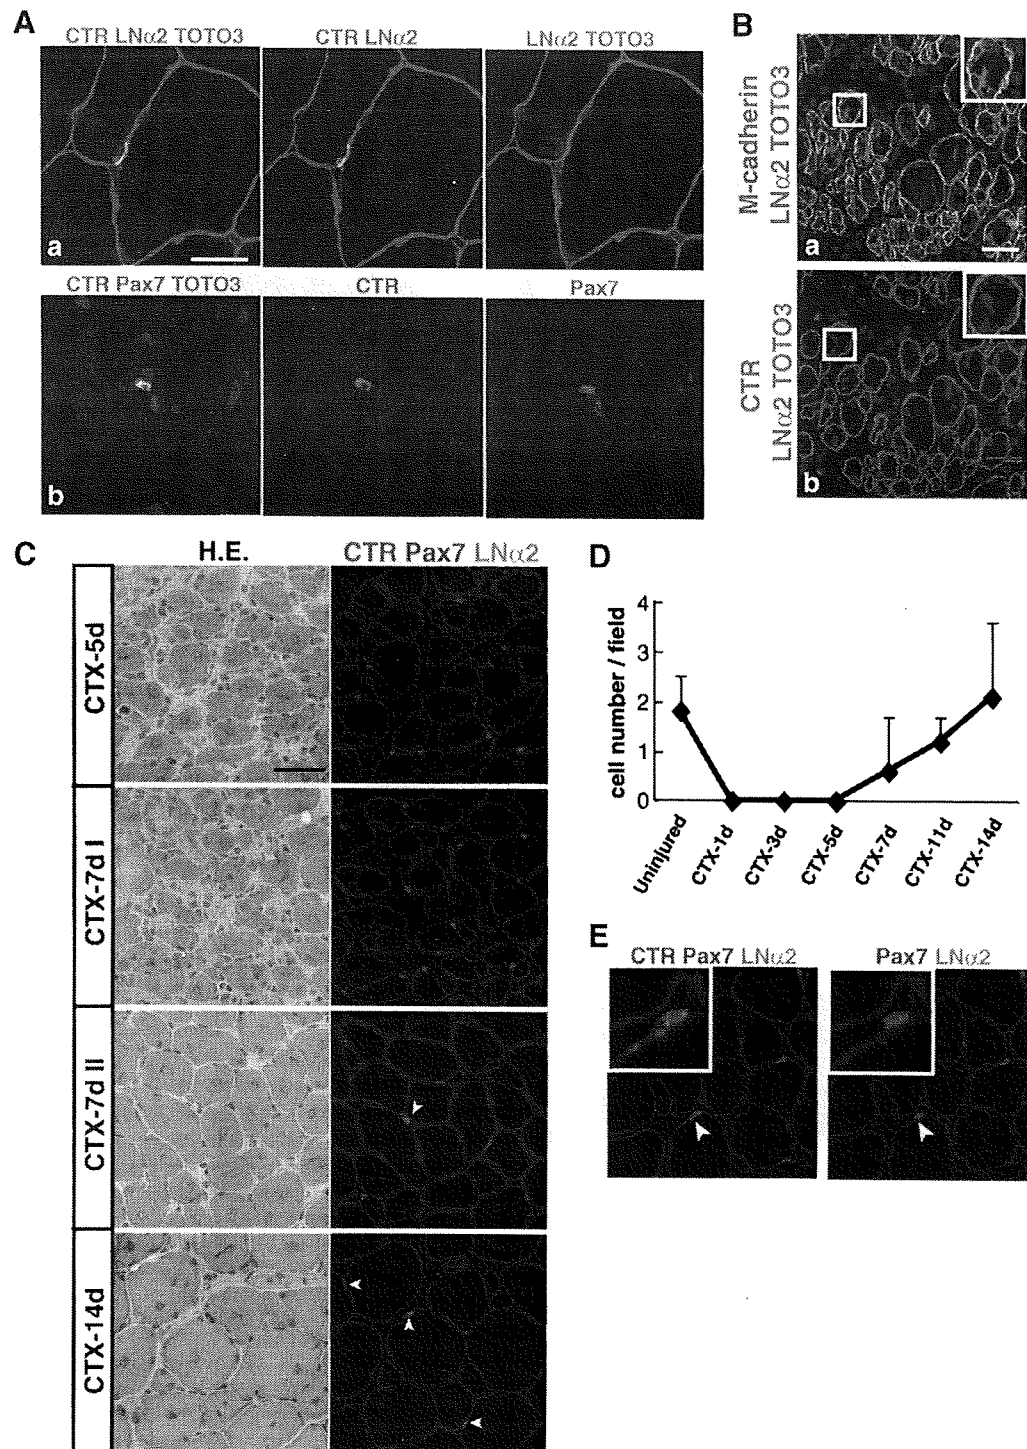 A
CTR LNα2 TOTO3
CTR LNα2
LNα2 TOTO3
a
CTR Pax7 TOTO3
CTR
Pax7
b
B
M-cadherin
LNα2 TOTO3
a
CTR
LNα2 TOTO3
b
C
H.E.
CTR Pax7 LNα2
CTX-5d
CTX-7d I
CTX-7d II
CTX-14d
D
cell number / field
4
3
2
1
0
Uninjured
CTX-1d
CTX-3d
CTX-5d
CTX-7d
CTX-11d
CTX-14d
E
CTR Pax7 LNα2
Pax7 LNα2